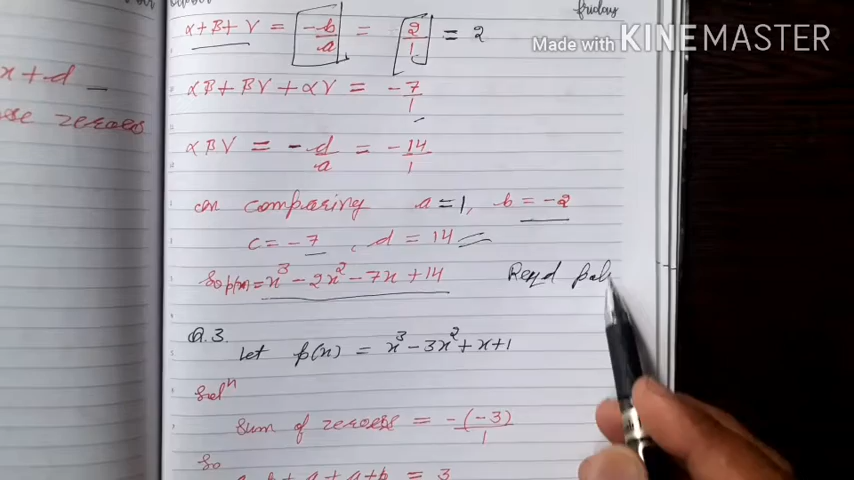 friday
Made with KINEMASTER
α+β+γ = -b/a = 2/1 = 2
x+d
αβ+βγ+αγ = -7/1
zeroes
αβγ = -d/a = -14/1
on comparing a=1, b=-2
c=-7, d=14
So p(x)=x³-2x²-7x+14 Reqd pol
Q.3
Let p(x) = x³-3x²+x+1
Solⁿ
Sum of zeroes = -(-3)/1
So
a-b+a+a+b = 3